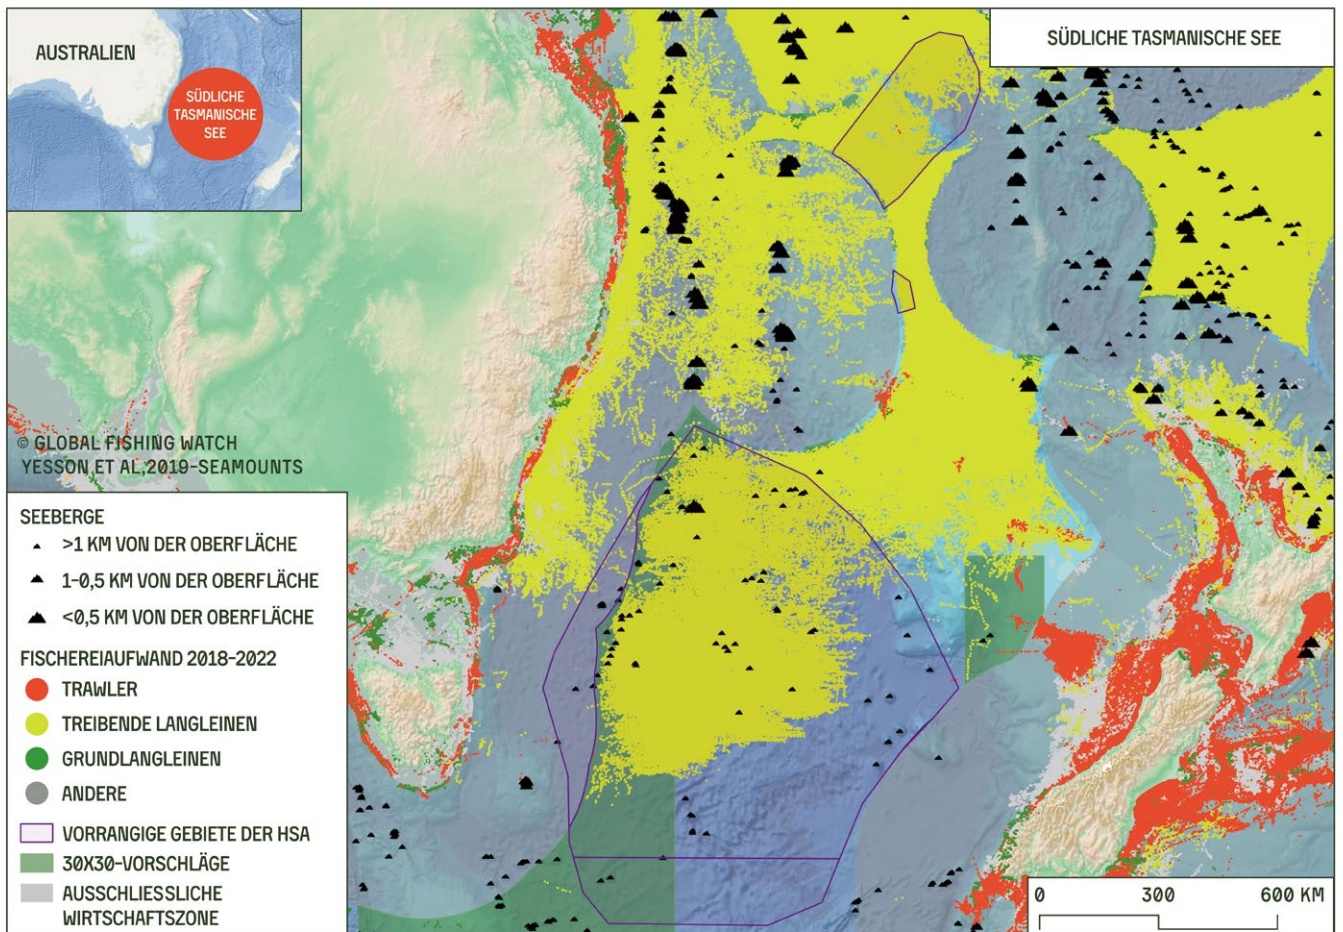 AUSTRALIEN
SÜDLICHE
TASMANISCHE
SEE
SÜDLICHE TASMANISCHE SEE
© GLOBAL FISHING WATCH
YESSON,ET AL,2019-SEAMOUNTS
SEEBERGE
>1 KM VON DER OBERFLÄCHE
1-0,5 KM VON DER OBERFLÄCHE
<0,5 KM VON DER OBERFLÄCHE
FISCHEREIAUFWAND 2018-2022
TRAWLER
TREIBENDE LANGLEINEN
GRUNDLANGLEINEN
ANDERE
VORRANGIGE GEBIETE DER HSA
30X30-VORSCHLÄGE
AUSSCHLIESSLICHE
WIRTSCHAFTSZONE
0 300 600 KM